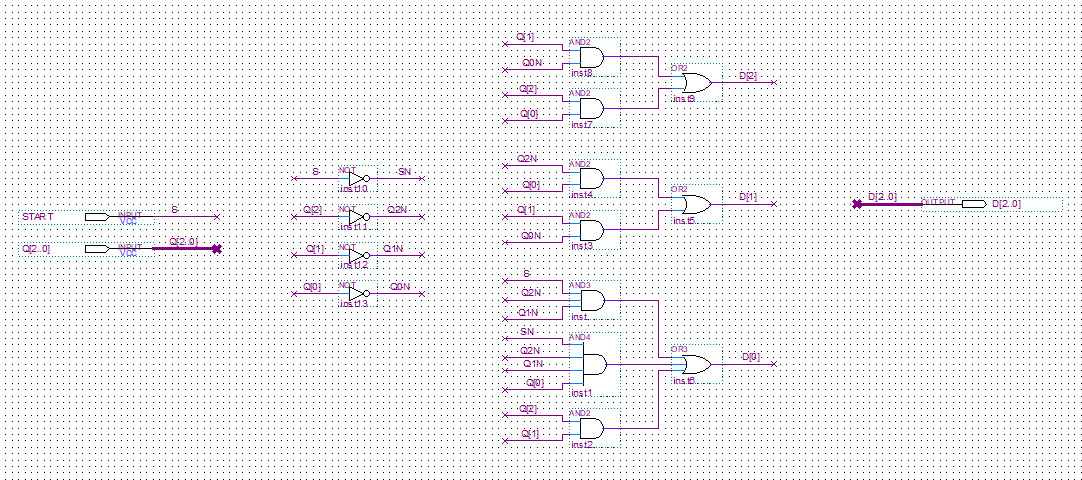 Q[1]
AND2
Q0N
inst8
OR2
D[2]
inst9
Q[2]
AND2
Q[0]
inst7
Q2N
AND2
Q[0]
inst4
OR2
D[1]
inst5
Q[1]
AND2
Q0N
inst3
S
NOT
SN
inst10
Q[2]
NOT
Q2N
inst11
Q[1]
NOT
Q1N
inst12
Q[0]
NOT
Q0N
inst13
START
INPUT
VCC
S
Q[2..0]
INPUT
VCC
Q[2..0]
D[2..0]
OUTPUT
D[2..0]
S
AND3
Q2N
Q1N
inst
SN
AND4
Q2N
Q1N
Q[0]
inst1
OR3
D[0]
inst6
Q[2]
AND2
Q[1]
inst2